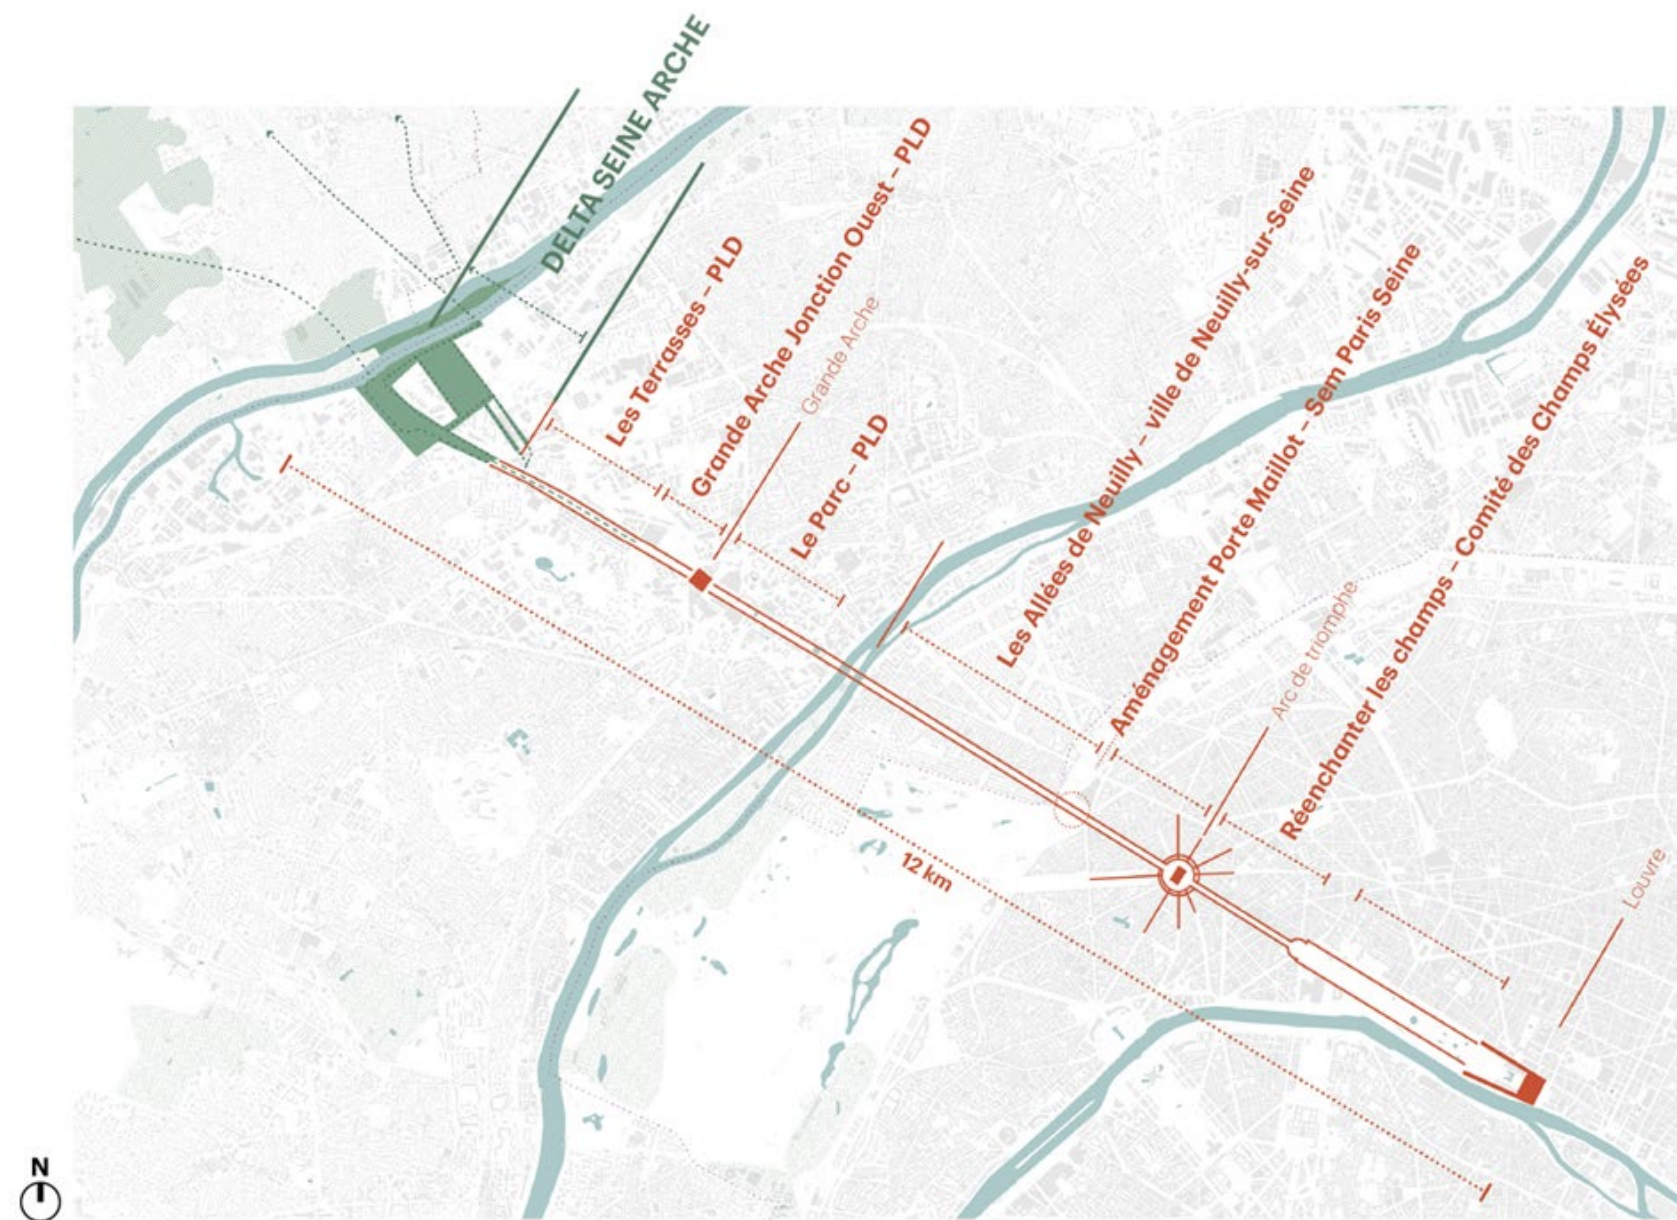 DELTA SEINE ARCHE
Les Terrasses – PLD
Grande Arche Jonction Ouest – PLD
Grande Arche
Le Parc – PLD
Les Allées de Neuilly – ville de Neuilly-sur-Seine
Aménagement Porte Maillot – Sem Paris Seine
Arc de triomphe
Réenchanter les champs – Comité des Champs Élysées
Louvre
12 km
N